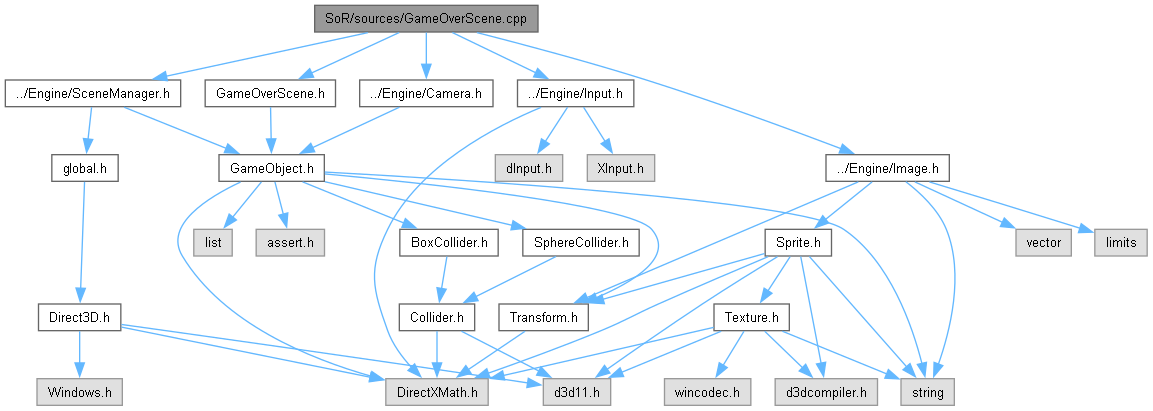 SoR/sources/GameOverScene.cpp
../Engine/SceneManager.h
GameOverScene.h
../Engine/Camera.h
../Engine/Input.h
global.h
GameObject.h
dInput.h
XInput.h
../Engine/Image.h
list
assert.h
BoxCollider.h
SphereCollider.h
Sprite.h
vector
limits
Direct3D.h
Collider.h
Transform.h
Texture.h
Windows.h
DirectXMath.h
d3d11.h
wincodec.h
d3dcompiler.h
string